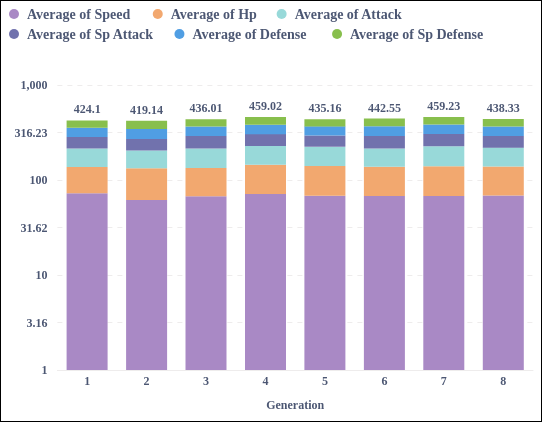 Average of Speed Average of Hp Average of Attack
Average of Sp Attack Average of Defense Average of Sp Defense
1,000
424.1 419.14 436.01 459.02 435.16 442.55 459.23 438.33
316.23
100
31.62
10
3.16
1
1 2 3 4 5 6 7 8
Generation